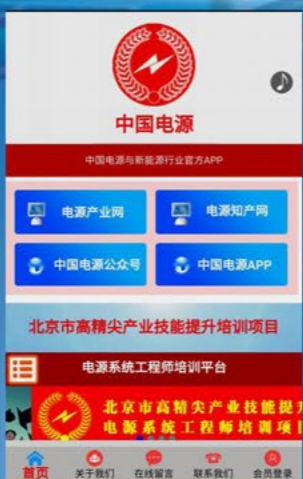 中国电源
中国电源与新能源行业官方APP
电源产业网
电源知产网
中国电源公众号
中国电源APP
北京市高精尖产业技能提升培训项目
电源系统工程师培训平台
北京市高精尖产业技能提升
电源系统工程师培训项目
首页
关于我们
在线留言
联系我们
会员登录